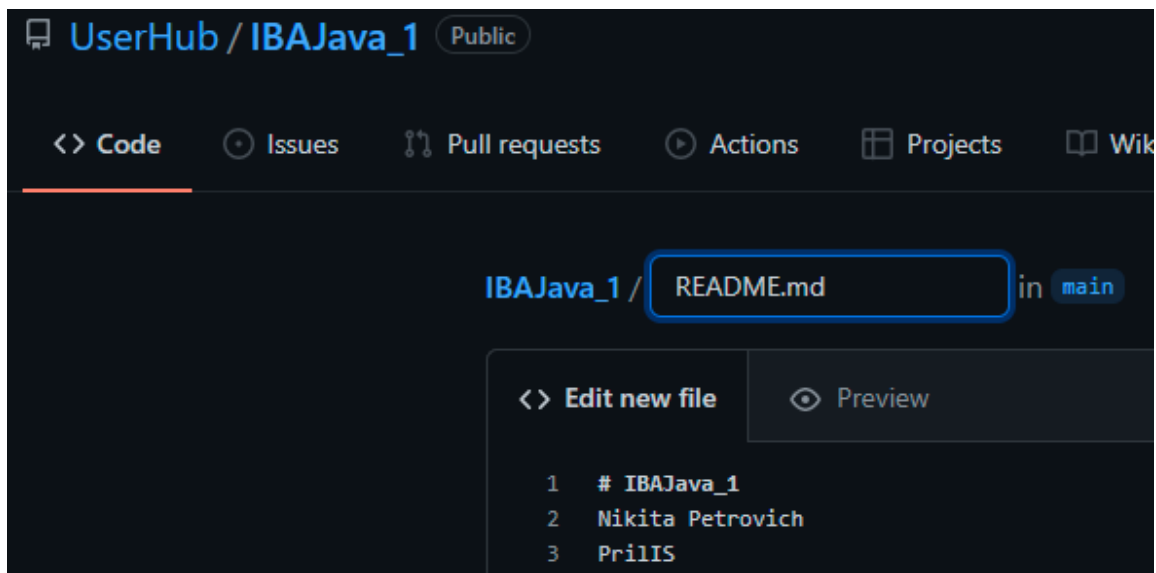 UserHub / IBAJava_1 Public
<> Code Issues Pull requests Actions Projects Wik
IBAJava_1 / README.md in main
<> Edit new file Preview
1 # IBAJava_1
2 Nikita Petrovich
3 PrilIS